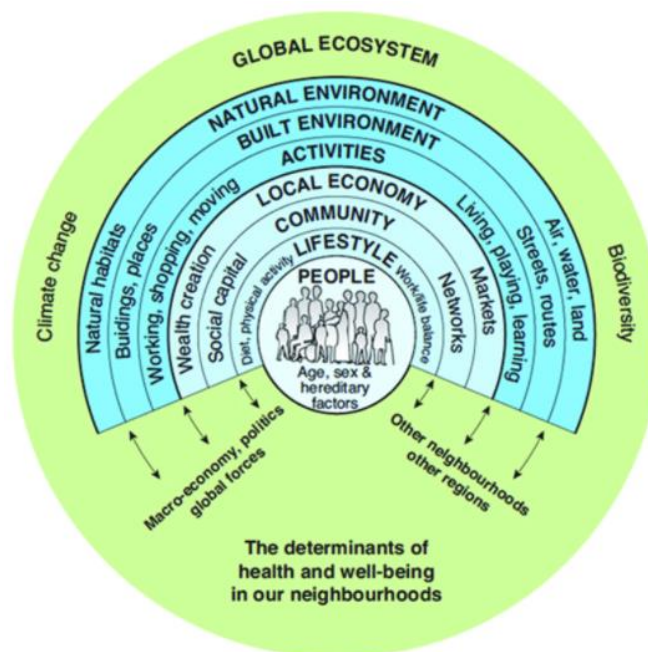 GLOBAL ECOSYSTEM
NATURAL ENVIRONMENT
BUILT ENVIRONMENT
ACTIVITIES
LOCAL ECONOMY
COMMUNITY
LIFESTYLE
PEOPLE
Age, sex &
hereditary
factors
Climate change
Natural habitats
Buidings, places
Working, shopping, moving
Wealth creation
Social capital
Diet, physical activity
Work/life balance
Networks
Markets
Living, playing, learning
Streets, routes
Air, water, land
Biodiversity
Macro-economy, politics
global forces
Other neighbourhoods
other regions
The determinants of
health and well-being
in our neighbourhoods